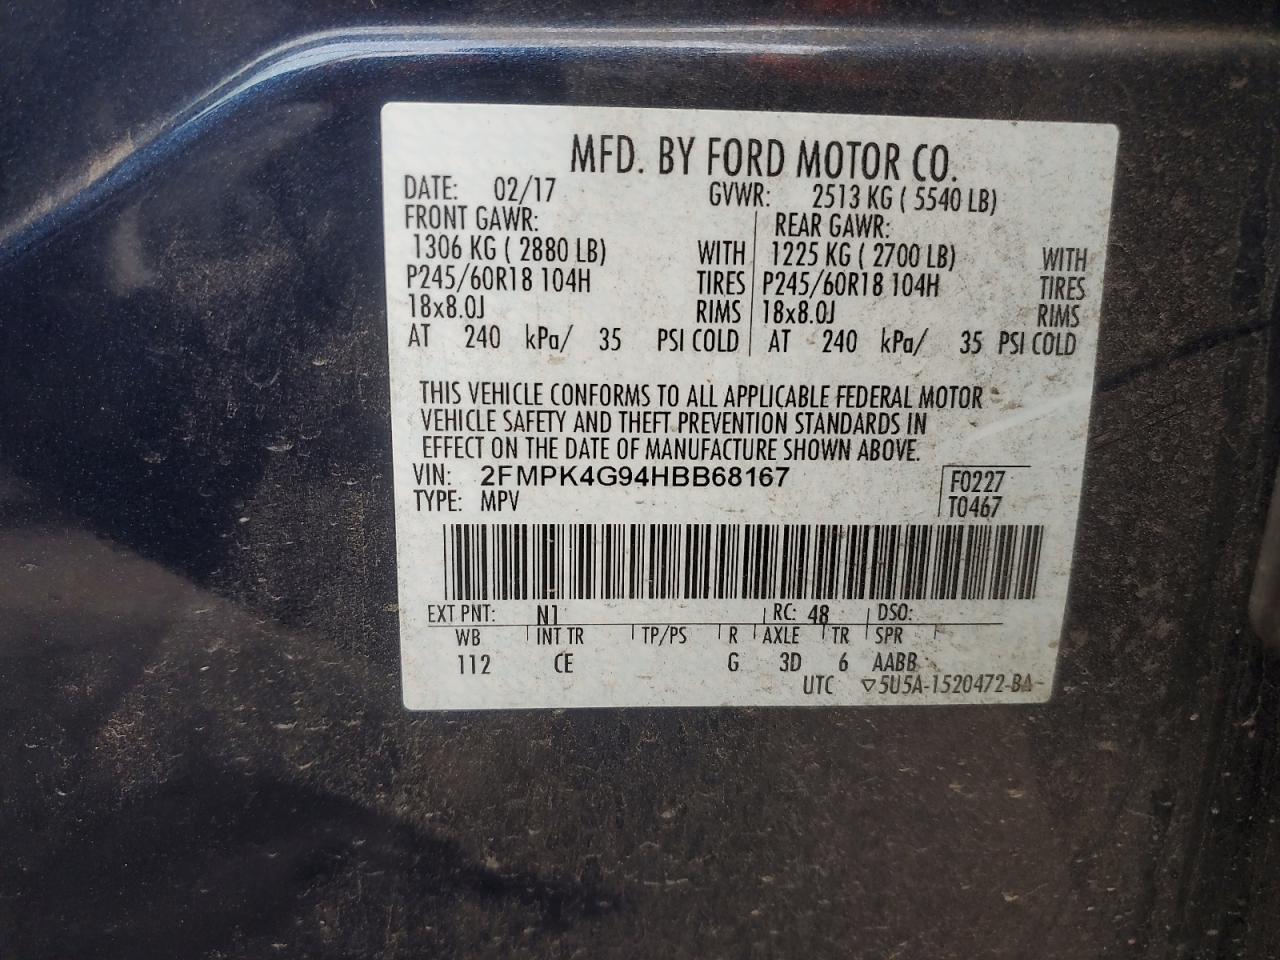 MFD. BY FORD MOTOR CO.
DATE: 02/17 GVWR: 2513 KG ( 5540 LB)
FRONT GAWR: REAR GAWR:
1306 KG ( 2880 LB) WITH 1225 KG ( 2700 LB) WITH
P245/60R18 104H TIRES P245/60R18 104H TIRES
18x8.0J RIMS 18x8.0J RIMS
AT 240 kPa/ 35 PSI COLD AT 240 kPa/ 35 PSI COLD
THIS VEHICLE CONFORMS TO ALL APPLICABLE FEDERAL MOTOR
VEHICLE SAFETY AND THEFT PREVENTION STANDARDS IN
EFFECT ON THE DATE OF MANUFACTURE SHOWN ABOVE.
VIN: 2FMPK4G94HBB68167 F0227
TYPE: MPV T0467
EXT PNT: N1 RC: 48 DSO:
WB INT TR TP/PS R AXLE TR SPR
112 CE G 3D 6 AABB
UTC ▽5U5A-1520472-BA